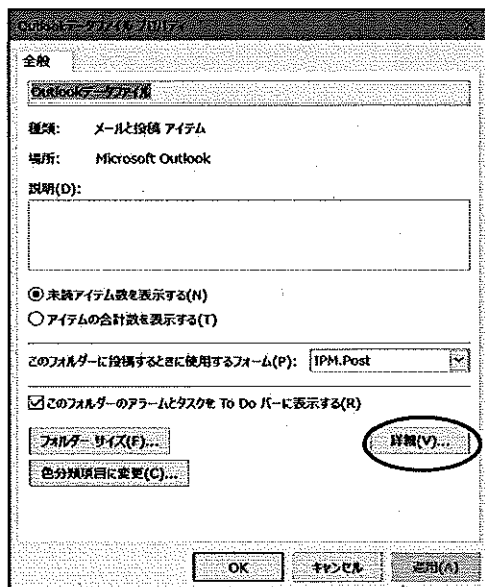 Outlookデータファイル プロパティ
全般
Outlookデータファイル
種類: メールと投稿 アイテム
場所: Microsoft Outlook
説明(D):
未読アイテム数を表示する(N)
アイテムの合計数を表示する(T)
このフォルダーに投稿するときに使用するフォーム(P): IPM.Post
このフォルダーのアラームとタスクを To Do バーに表示する(R)
フォルダー サイズ(F)... 詳細(V)...
色分類項目に変更(C)...
OK キャンセル 適用(A)